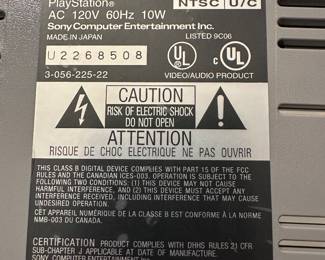 PlayStation®
NTSC U/C
AC 120V 60Hz 10W
Sony Computer Entertainment Inc.
MADE IN JAPAN
LISTED 9C06
U2268508
UL
C UL
3-056-225-22
VIDEO/AUDIO PRODUCT
CAUTION
RISK OF ELECTRIC SHOCK
DO NOT OPEN
ATTENTION
RISQUE DE CHOC ELECTRIQUE NE PAS OUVRIR
THIS CLASS B DIGITAL DEVICE COMPLIES WITH PART 15 OF THE FCC
RULES AND THE CANADIAN ICES-003. OPERATION IS SUBJECT TO THE
FOLLOWING TWO CONDITIONS: (1) THIS DEVICE MAY NOT CAUSE
HARMFUL INTERFERENCE, AND (2) THIS DEVICE MUST ACCEPT ANY
INTERFERENCE RECEIVED, INCLUDING INTERFERENCE THAT MAY CAUSE
UNDESIRED OPERATION.
CET APPAREIL NUMÉRIQUE DE LA CLASSE B EST CONFORME À LA NORME
NMB-003 DU CANADA.
CERTIFICATION PRODUCT COMPLIES WITH DHHS RULES 21 CFR
SUB-CHAPTER J APPLICABLE AT DATE OF MANUFACTURE.
SONY COMPUTER ENTERTAINMENT INC.